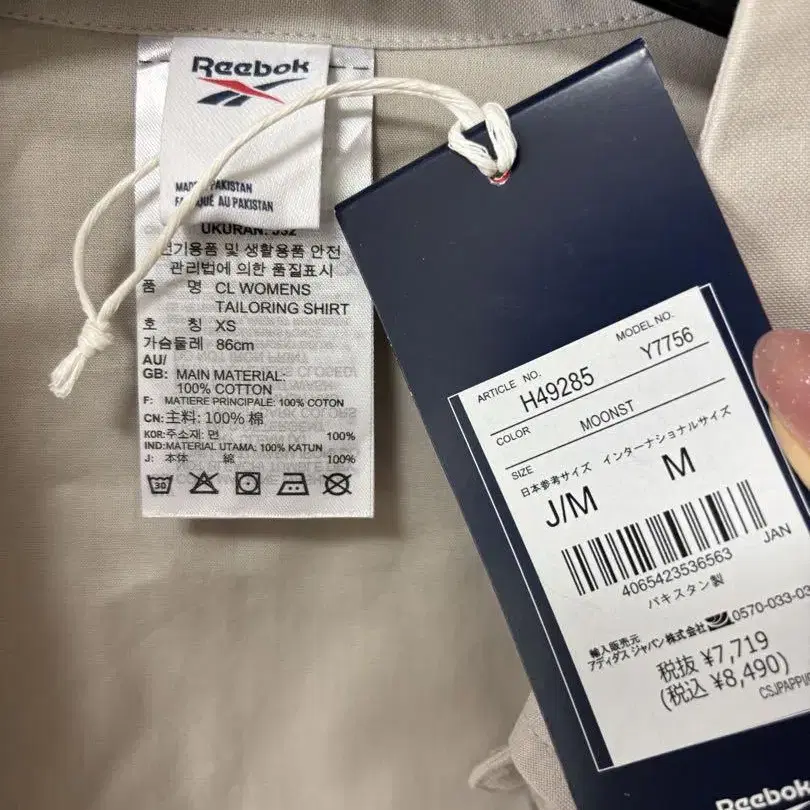 Reebok
PAKISTAN
AU PAKISTAN
UKURAN:
전기용품 및 생활용품 안전
관리법에 의한 품질표시
품 명 CL WOMENS
TAILORING SHIRT
호 칭 XS
가슴둘레 86cm
AU/
GB: MAIN MATERIAL:
100% COTTON
F: MATIERE PRINCIPALE: 100% COTON
CN: 主料: 100% 棉
KOR: 주소재: 면 100%
IND: MATERIAL UTAMA: 100% KATUN
J: 本体 綿 100%
30
ARTICLE NO.
MODEL NO.
H49285
Y7756
COLOR
MOONST
SIZE
日本参考サイズ インターナショナルサイズ
J/M
M
JAN
4065423536563
パキスタン製
輸入販売元
アディダス ジャパン株式会社
0570-033-03
税抜 ¥7,719
(税込 ¥8,490)
Reebok